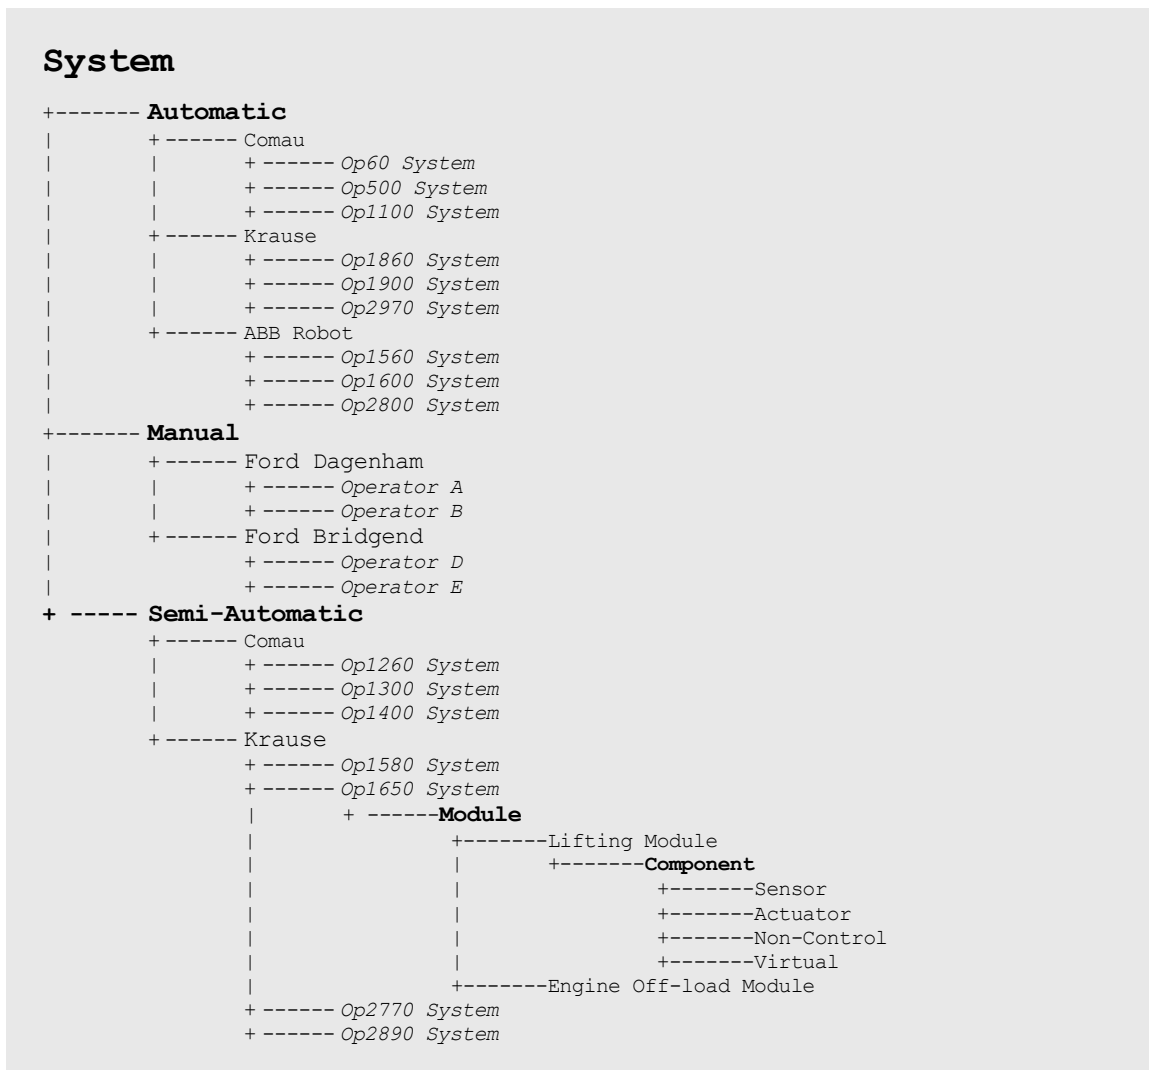 System
+------- Automatic
| + ------ Comau
| | + ------ Op60 System
| | + ------ Op500 System
| | + ------ Op1100 System
| + ------ Krause
| | + ------ Op1860 System
| | + ------ Op1900 System
| | + ------ Op2970 System
| + ------ ABB Robot
| + ------ Op1560 System
| + ------ Op1600 System
| + ------ Op2800 System
+------- Manual
| + ------ Ford Dagenham
| | + ------ Operator A
| | + ------ Operator B
| + ------ Ford Bridgend
| + ------ Operator D
| + ------ Operator E
+ ----- Semi-Automatic
+ ------ Comau
| + ------ Op1260 System
| + ------ Op1300 System
| + ------ Op1400 System
+ ------ Krause
+ ------ Op1580 System
+ ------ Op1650 System
| + ------Module
| +-------Lifting Module
| | +-------Component
| | +-------Sensor
| | +-------Actuator
| | +-------Non-Control
| | +-------Virtual
| +-------Engine Off-load Module
+ ------ Op2770 System
+ ------ Op2890 System